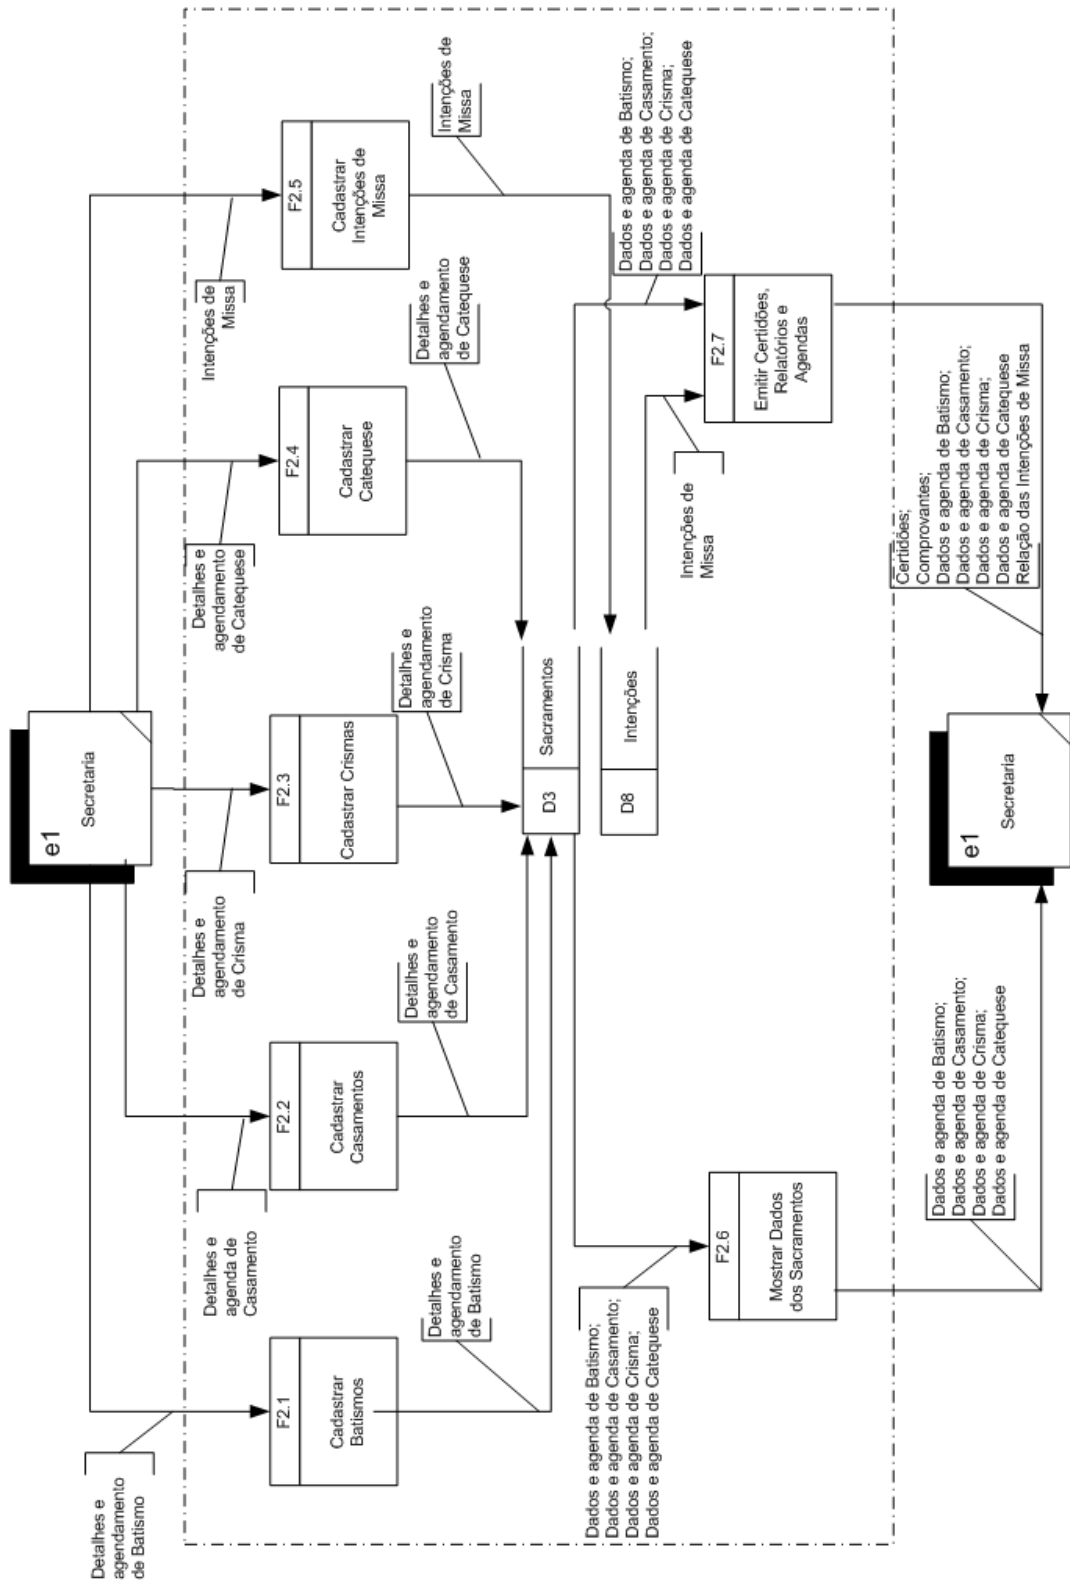 e1
Secretaria
Detalhes e
agendamento
de Batismo
Detalhes e
agenda de
Casamento
Detalhes e
agendamento
de Crisma
Detalhes e
agendamento
de Catequese
Intenções de
Missa
F2.1
Cadastrar
Batismos
F2.2
Cadastrar
Casamentos
F2.3
Cadastrar Crismas
F2.4
Cadastrar
Catequese
F2.5
Cadastrar
Intenções de
Missa
Detalhes e
agendamento
de Batismo
Detalhes e
agendamento
de Casamento
Detalhes e
agendamento
de Crisma
Detalhes e
agendamento
de Catequese
Intenções de
Missa
D3
Sacramentos
D8
Intenções
Dados e agenda de Batismo;
Dados e agenda de Casamento;
Dados e agenda de Crisma;
Dados e agenda de Catequese
Intenções de
Missa
Dados e agenda de Batismo;
Dados e agenda de Casamento;
Dados e agenda de Crisma;
Dados e agenda de Catequese
F2.6
Mostrar Dados
dos Sacramentos
F2.7
Emitir Certidões,
Relatórios e
Agendas
Dados e agenda de Batismo;
Dados e agenda de Casamento;
Dados e agenda de Crisma;
Dados e agenda de Catequese
Certidões;
Comprovantes;
Dados e agenda de Batismo;
Dados e agenda de Casamento;
Dados e agenda de Crisma;
Dados e agenda de Catequese
Relação das Intenções de Missa
e1
Secretaria